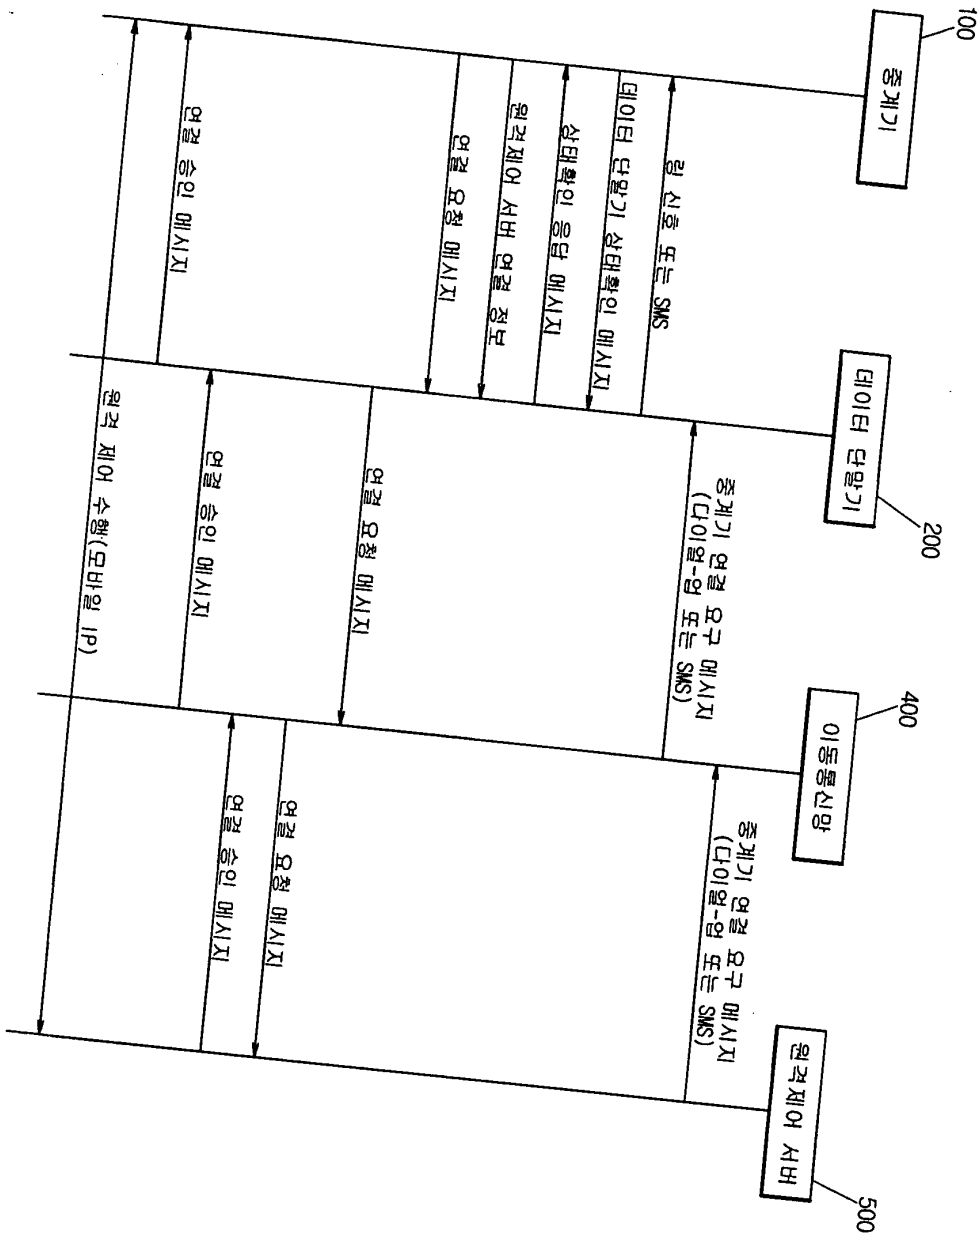 100
중계기
데이터 단말기
200
400
이동통신망
원격제어 서버
500
중계기 연결 요구 메시지
(다이얼-업 또는 SMS)
중계기 연결 요구 메시지
(다이얼-업 또는 SMS)
링 신호 또는 SMS
데이터 단말기 상태확인 메시지
상태확인 응답 메시지
원격제어 서버 연결 정보
연결 요청 메시지
연결 요청 메시지
연결 요청 메시지
연결 승인 메시지
연결 승인 메시지
연결 승인 메시지
원격 제어 수행(모바일 IP)